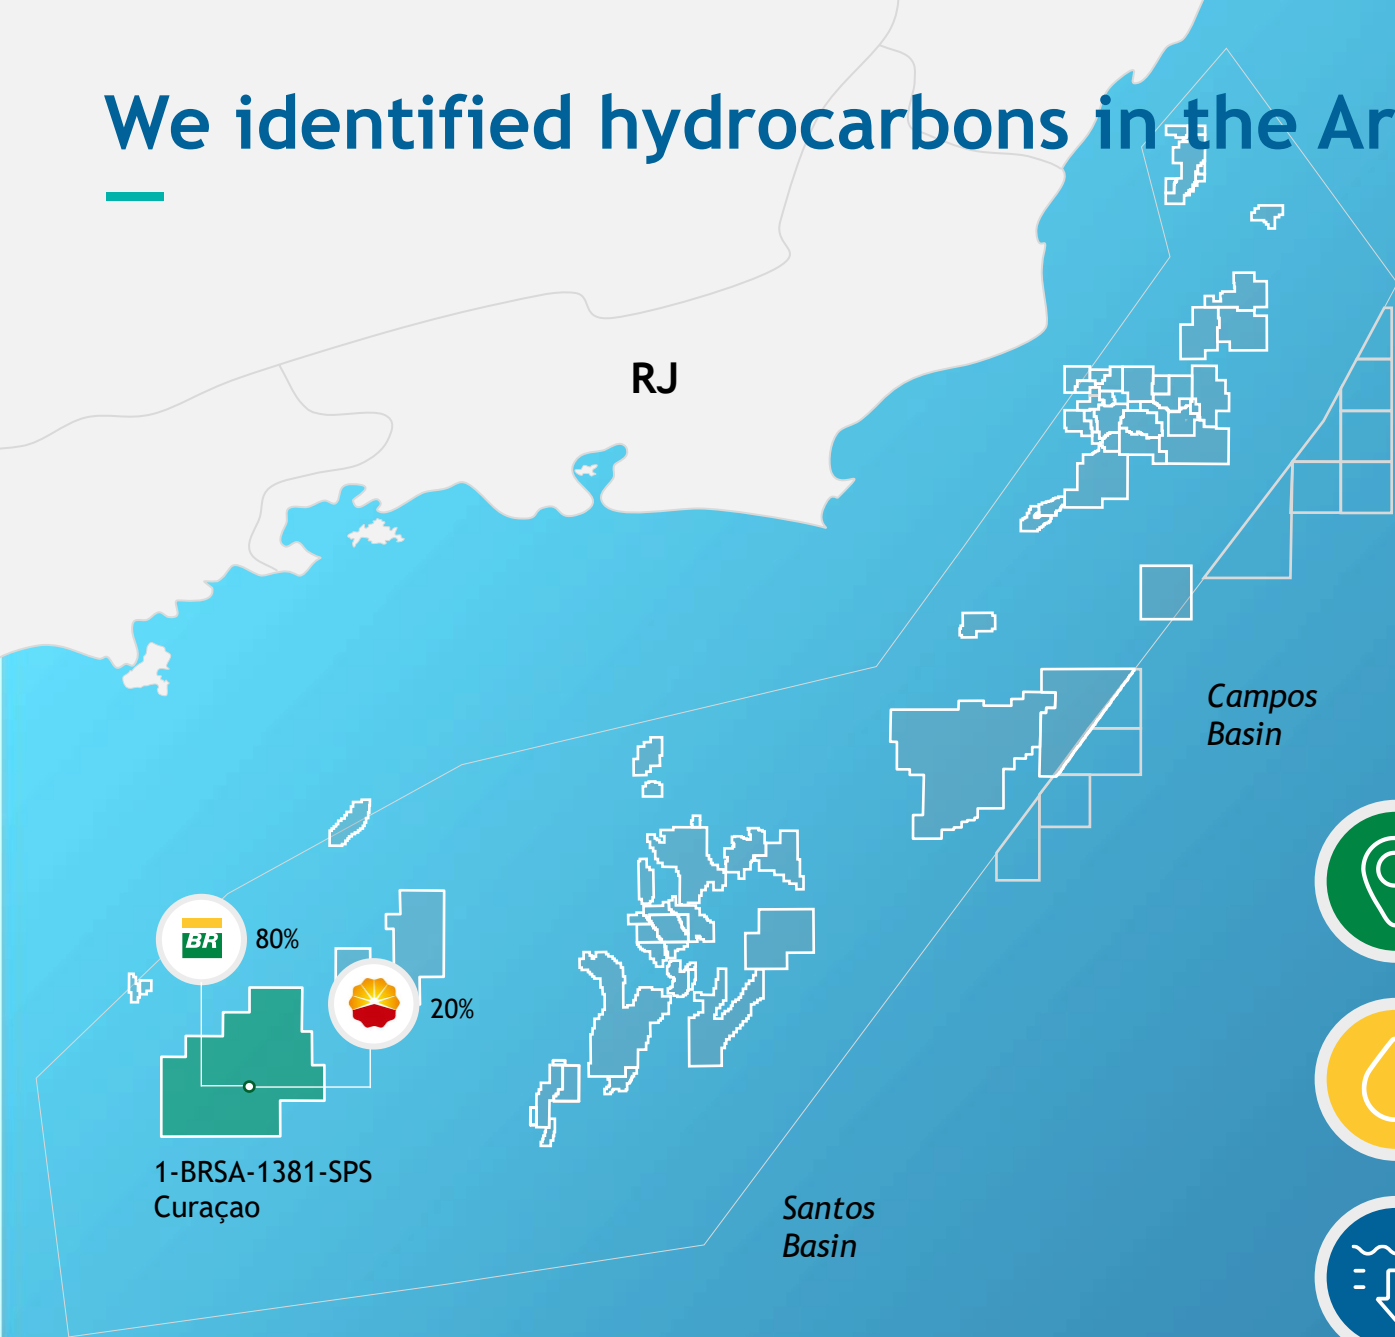 We identified hydrocarbons in the Ar
RJ
Campos
Basin
BR
80%
20%
1-BRSA-1381-SPS
Curaçao
Santos
Basin